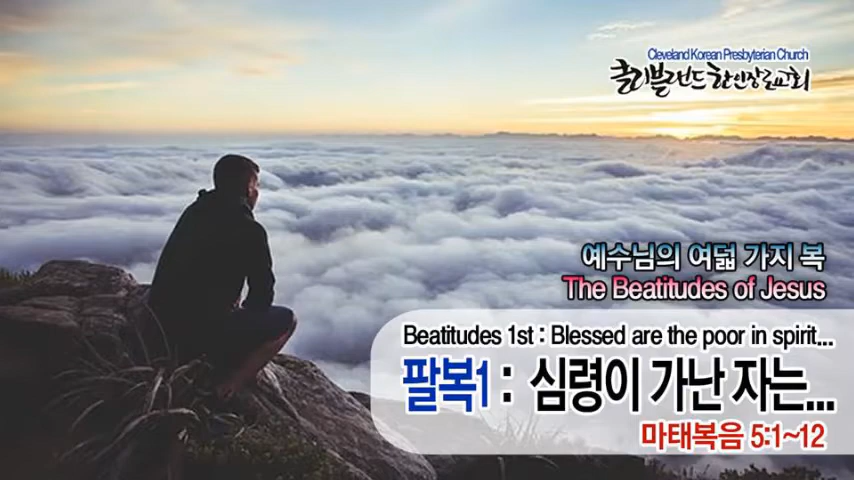 Cleveland Korean Presbyterian Church
클리블랜드 한인장로교회
예수님의 여덟 가지 복
The Beatitudes of Jesus
Beatitudes 1st : Blessed are the poor in spirit...
팔복1 : 심령이 가난 자는...
마태복음 5:1~12